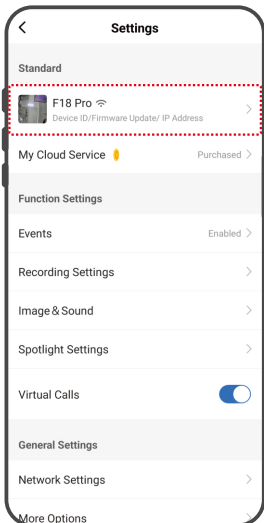 Settings
Standard
F18 Pro
Device ID/Firmware Update/ IP Address
My Cloud Service Purchased
Function Settings
Events Enabled
Recording Settings
Image & Sound
Spotlight Settings
Virtual Calls
General Settings
Network Settings
More Options